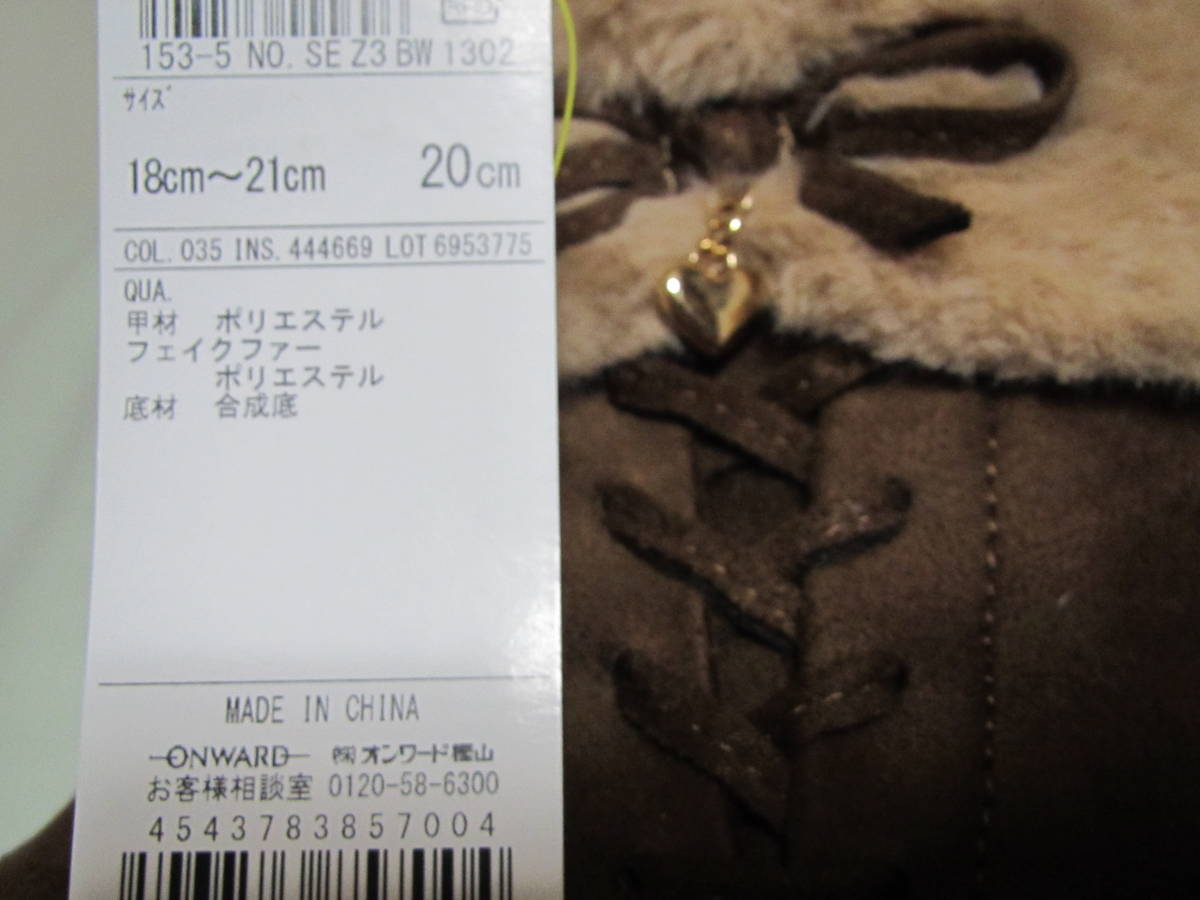 153-5 NO. SE Z3 BW 1302
ｻｲｽﾞ
18cm〜21cm 20cm
COL. 035 INS. 444669 LOT 6953775
QUA.
甲材 ポリエステル
フェイクファー
ポリエステル
底材 合成底
MADE IN CHINA
ONWARD ㈱オンワード樫山
お客様相談室 0120-58-6300
4543783857004